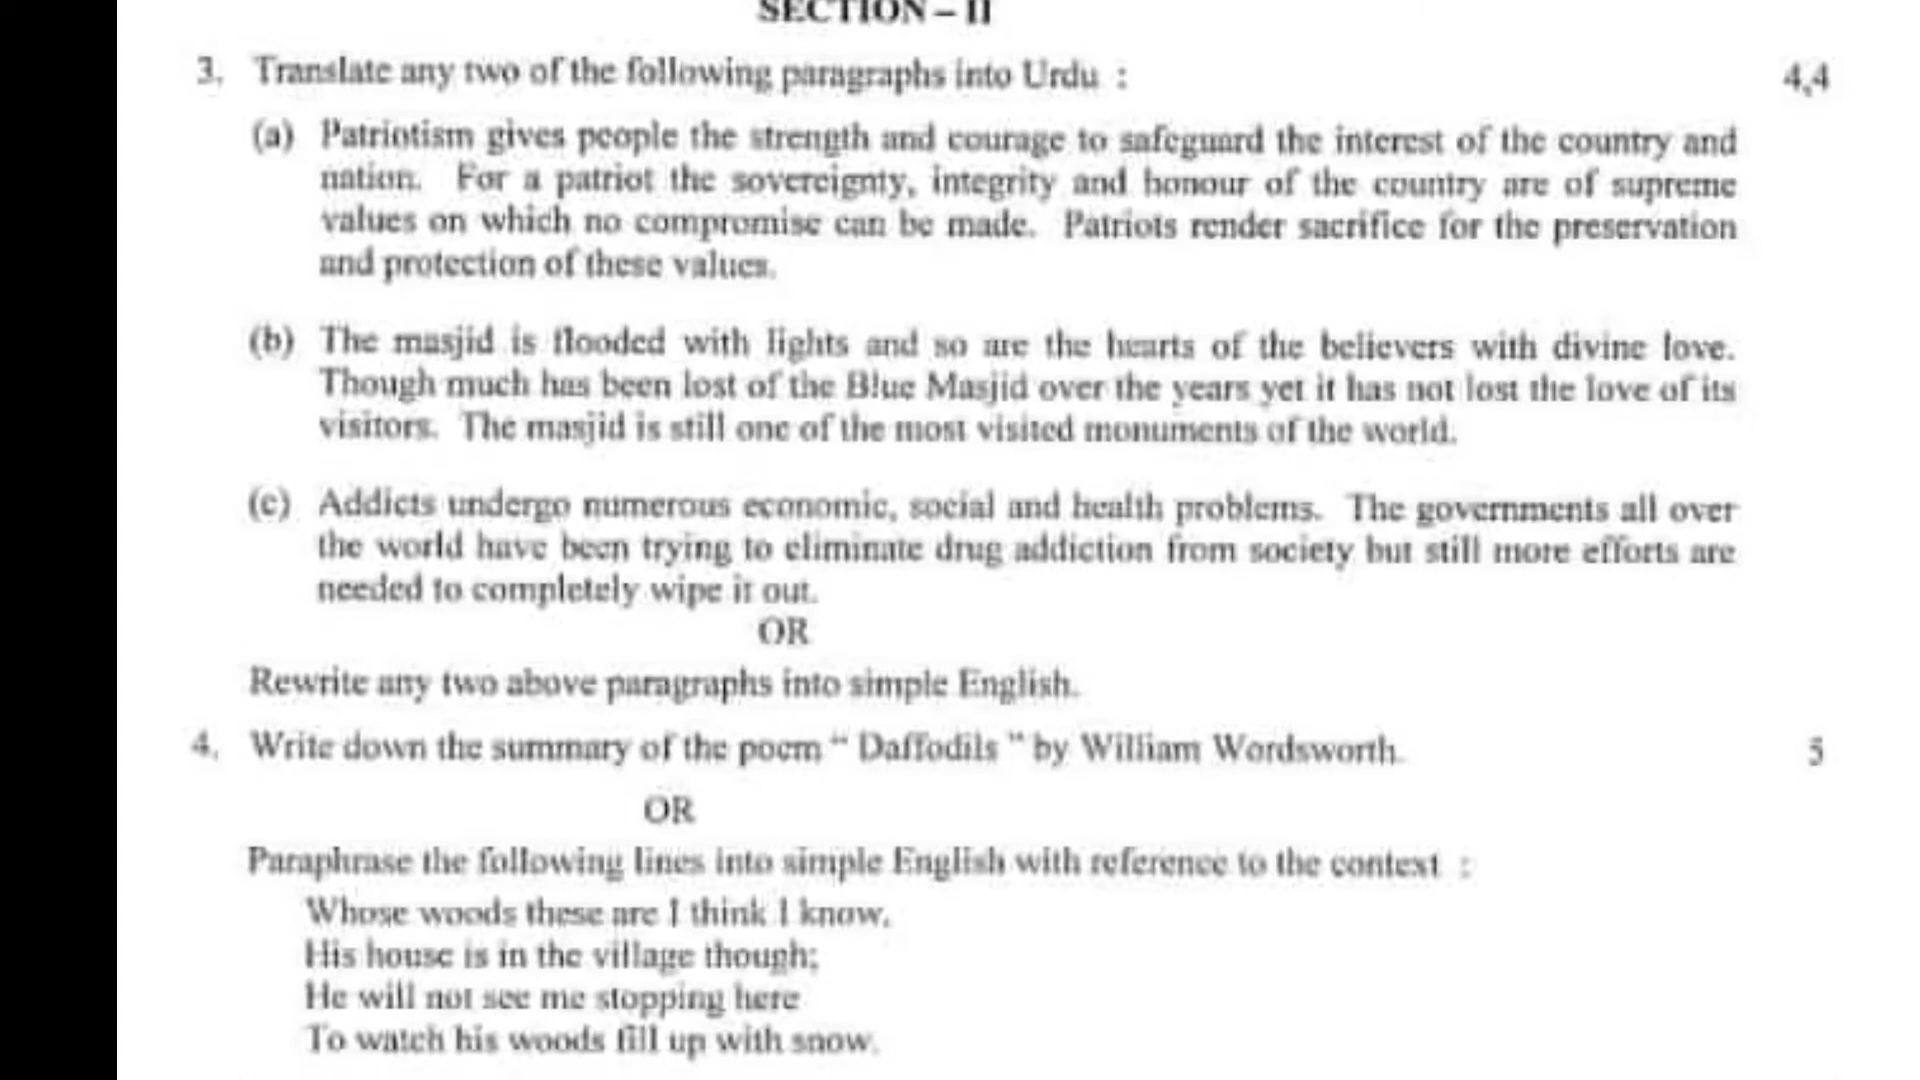 SECTION – II
3. Translate any two of the following paragraphs into Urdu : 4,4
(a) Patriotism gives people the strength and courage to safeguard the interest of the country and
nation. For a patriot the sovereignty, integrity and honour of the country are of supreme
values on which no compromise can be made. Patriots render sacrifice for the preservation
and protection of these values.
(b) The masjid is flooded with lights and so are the hearts of the believers with divine love.
Though much has been lost of the Blue Masjid over the years yet it has not lost the love of its
visitors. The masjid is still one of the most visited monuments of the world.
(c) Addicts undergo numerous economic, social and health problems. The governments all over
the world have been trying to eliminate drug addiction from society but still more efforts are
needed to completely wipe it out.
OR
Rewrite any two above paragraphs into simple English.
4. Write down the summary of the poem “ Daffodils ” by William Wordsworth. 5
OR
Paraphrase the following lines into simple English with reference to the context :
Whose woods these are I think I know.
His house is in the village though;
He will not see me stopping here
To watch his woods fill up with snow.